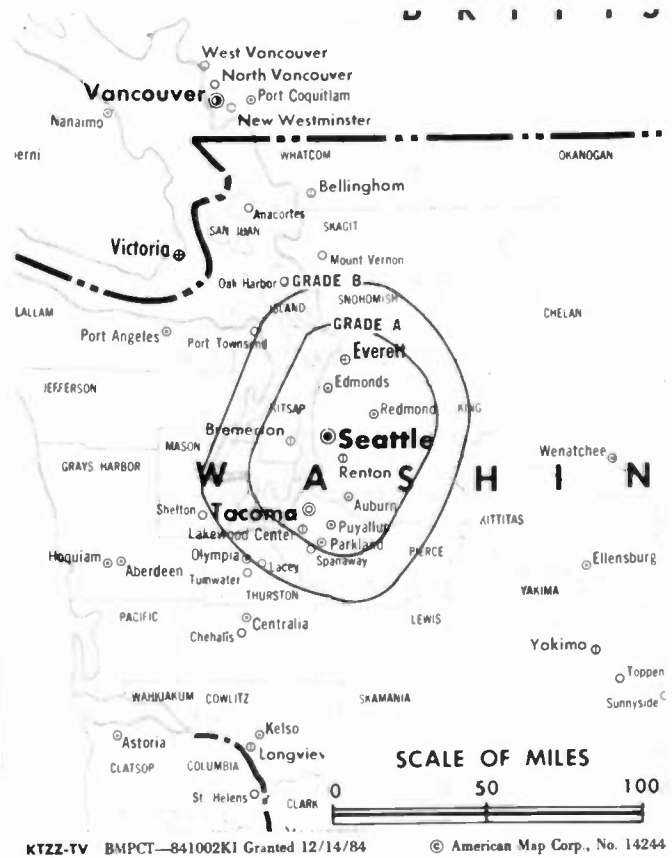 B R I T I S
West Vancouver
North Vancouver
Vancouver
Port Coquitlam
Nanaimo
New Westminster
berni
WHATCOM
OKANOGAN
Bellingham
Anacortes
SAN JUAN
SKAGIT
Victoria
Mount Vernon
Oak Harbor
GRADE B
SNOHOMISH
ISLAND
LALLAM
CHELAN
GRADE A
Port Angeles
Port Townsend
Everett
Edmonds
JEFFERSON
KITSAP
Redmond
KING
Bremerton
Seattle
MASON
Wenatchee
GRAYS HARBOR
Renton
W A S H I N
Auburn
Shelton
Tacoma
KITTITAS
Lakewood Center
Puyallup
Parkland
PIERCE
Hoquiam
Aberdeen
Olympia
Lacey
Spanaway
Ellensburg
Tumwater
THURSTON
YAKIMA
PACIFIC
Centralia
LEWIS
Chehalis
Yokimo
Toppen
WAHKIAKUM
COWLITZ
SKAMANIA
Sunnyside
Astoria
Kelso
Longview
CLATSOP
COLUMBIA
SCALE OF MILES
St. Helens
CLARK
0 50 100
KTZZ-TV BMPCT—841002KI Granted 12/14/84 © American Map Corp., No. 14244